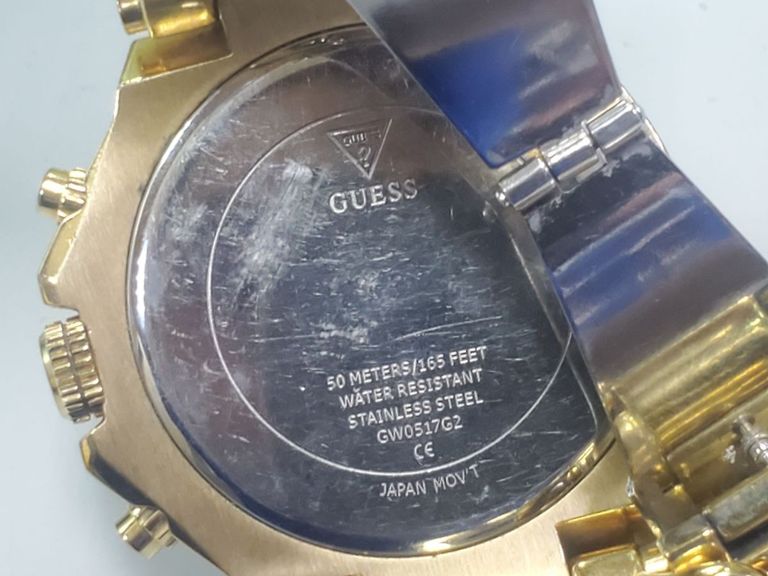 GUESS
?
GUESS
50 METERS/165 FEET
WATER RESISTANT
STAINLESS STEEL
GW0517G2
CE
JAPAN MOV'T